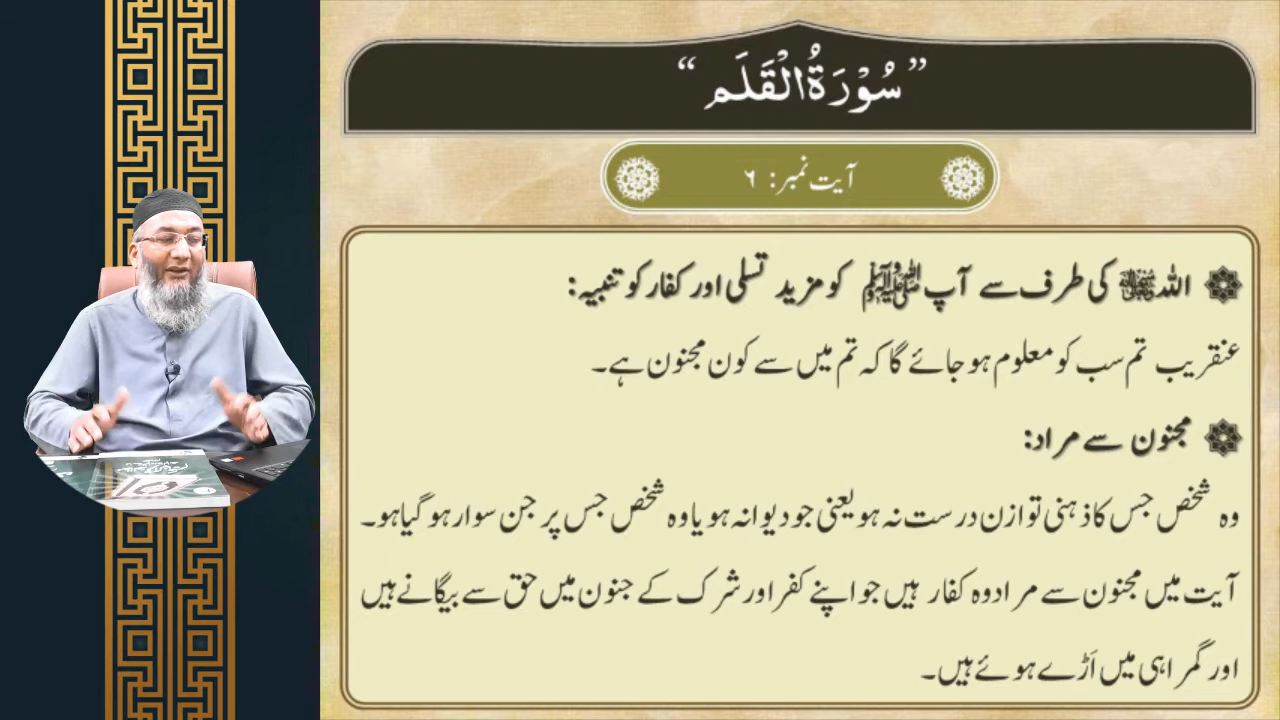 ”سُوْرَۃُالْقَلَم“
آیت نمبر: ۶
اللہ ﷻ کی طرف سے آپ ﷺ کو مزید تسلی اور کفار کو تنبیہ:
عنقریب تم سب کو معلوم ہو جائے گا کہ تم میں سے کون مجنون ہے۔
مجنون سے مراد:
وہ شخص جس کا ذہنی توازن درست نہ ہو یعنی جو دیوانہ ہو یا وہ شخص جس پر جن سوار ہو گیا ہو۔
آیت میں مجنون سے مراد وہ کفار ہیں جو اپنے کفر اور شرک کے جنون میں حق سے بیگانے ہیں
اور گمراہی میں اَڑے ہوئے ہیں۔